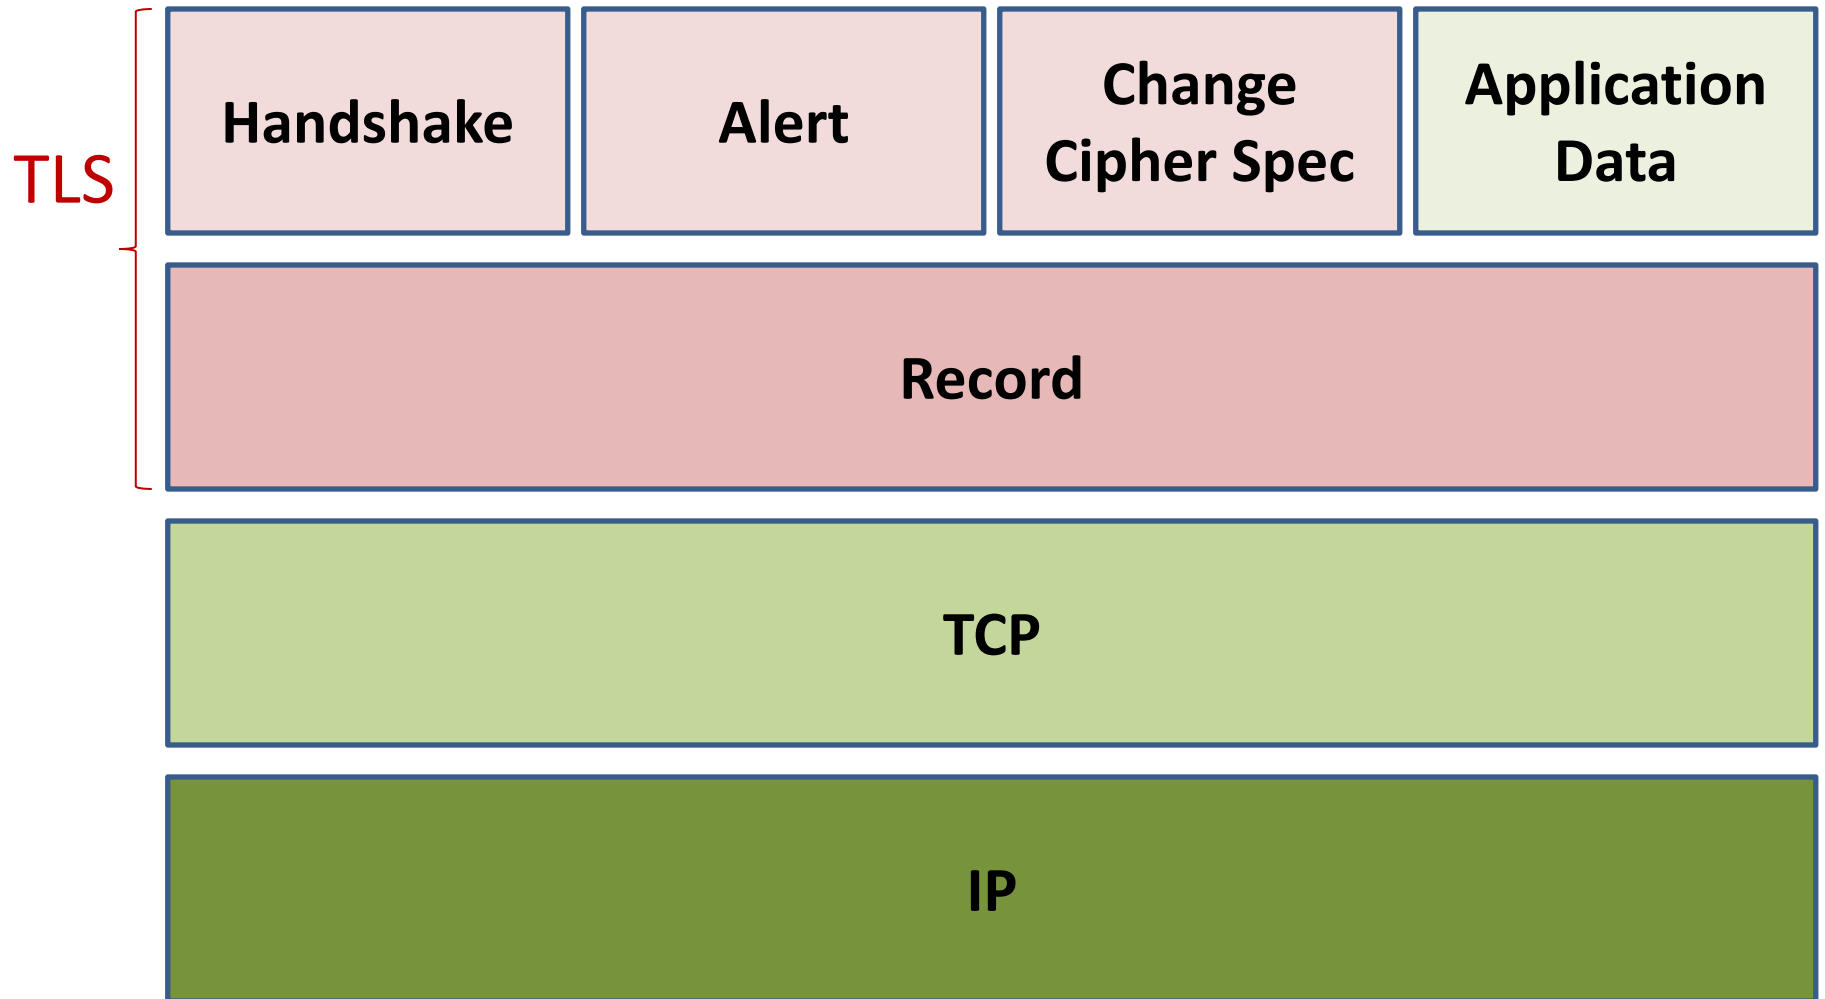 TLS
Handshake
Alert
Change
Cipher Spec
Application
Data
Record
TCP
IP